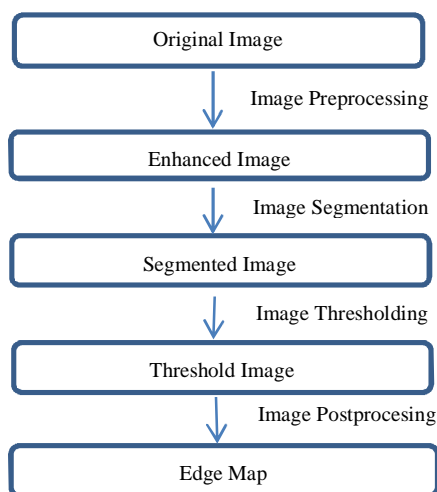 Original Image
Image Preprocessing
Enhanced Image
Image Segmentation
Segmented Image
Image Thresholding
Threshold Image
Image Postprocesing
Edge Map